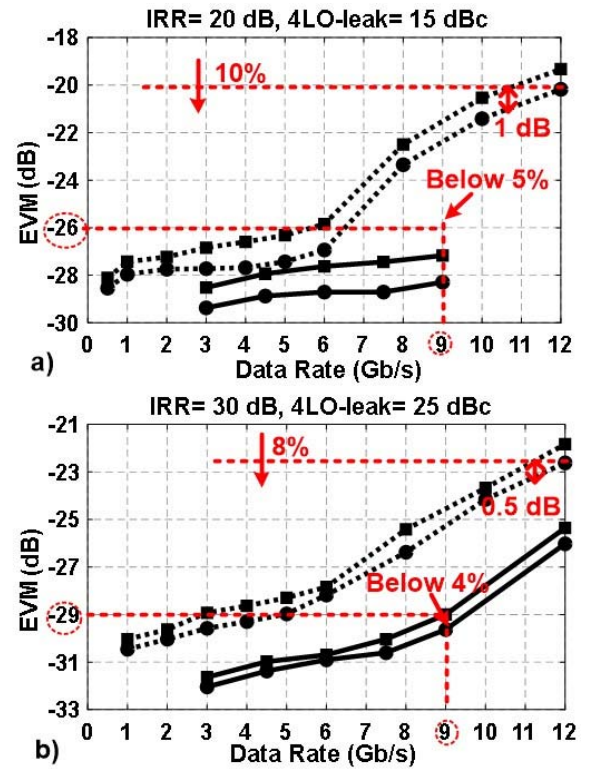 IRR= 20 dB, 4LO-leak= 15 dBc
-18
10%
-20
1 dB
-22
EVM (dB)
-24
Below 5%
-26
-28
-30
0 1 2 3 4 5 6 7 8 9 10 11 12
a)
Data Rate (Gb/s)
IRR= 30 dB, 4LO-leak= 25 dBc
-21
8%
-23
0.5 dB
-25
EVM (dB)
-27
Below 4%
-29
-31
-33
0 1 2 3 4 5 6 7 8 9 10 11 12
b)
Data Rate (Gb/s)